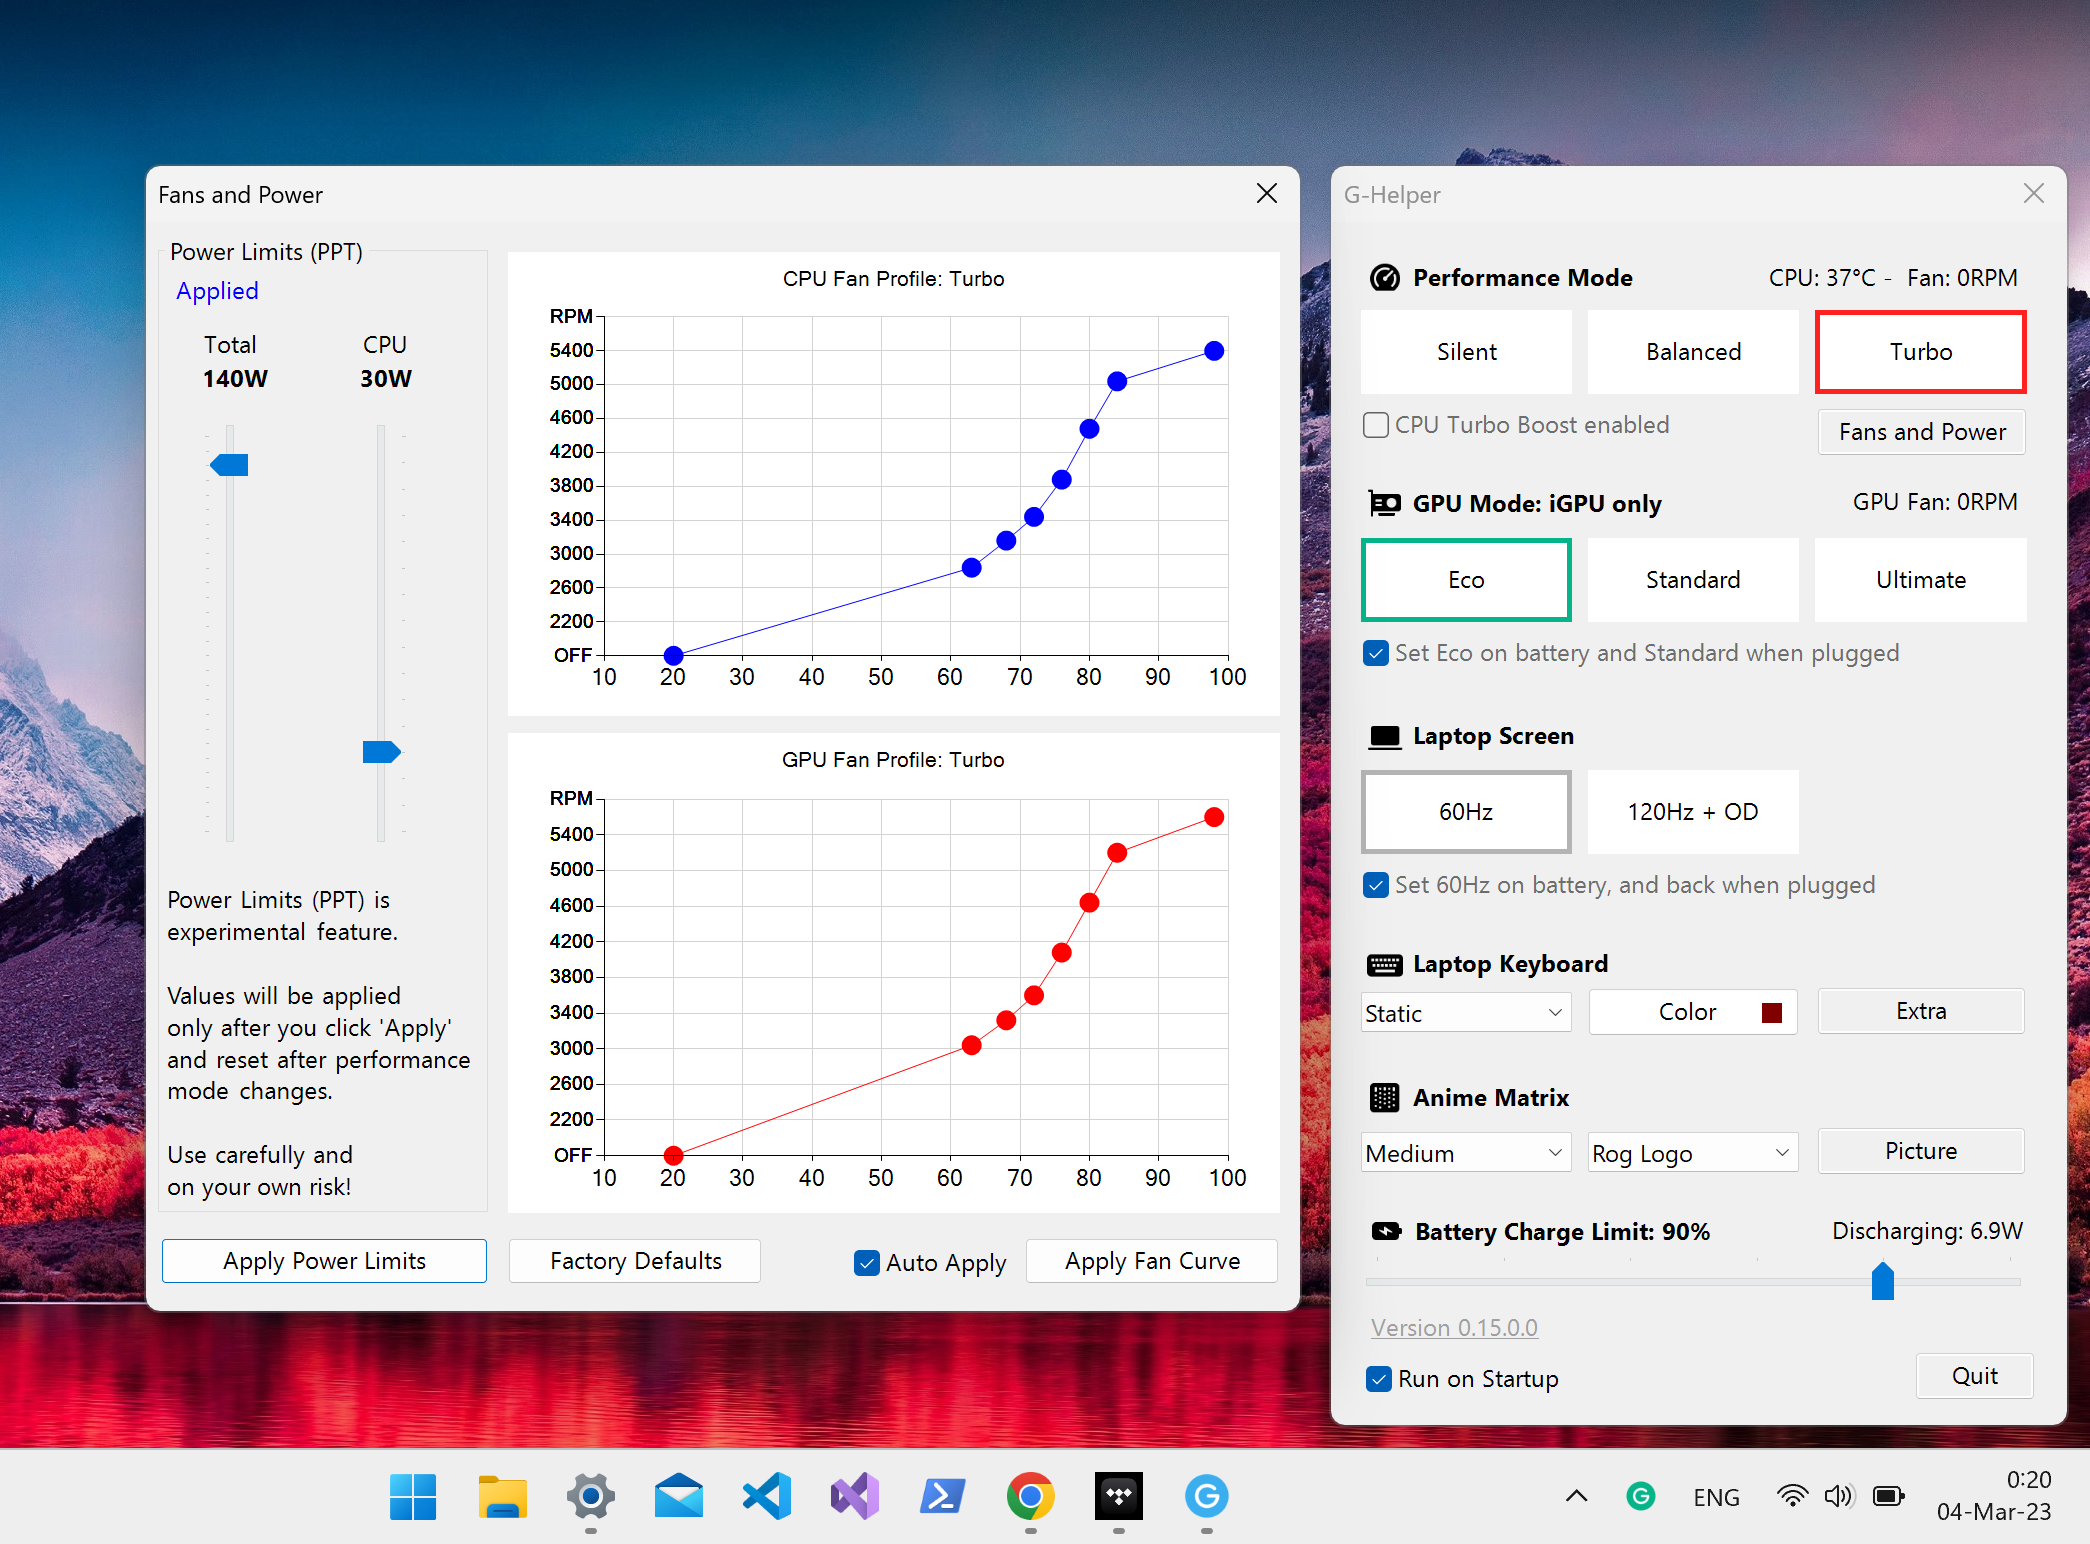 Fans and Power
Power Limits (PPT)
Applied
Total
CPU
140W
30W
Power Limits (PPT) is
experimental feature.
Values will be applied
only after you click 'Apply'
and reset after performance
mode changes.
Use carefully and
on your own risk!
CPU Fan Profile: Turbo
RPM
5400
5000
4600
4200
3800
3400
3000
2600
2200
OFF
10 20 30 40 50 60 70 80 90 100
GPU Fan Profile: Turbo
RPM
5400
5000
4600
4200
3800
3400
3000
2600
2200
OFF
10 20 30 40 50 60 70 80 90 100
Apply Power Limits
Factory Defaults
Auto Apply
Apply Fan Curve
G-Helper
Performance Mode
CPU: 37°C - Fan: 0RPM
Silent
Balanced
Turbo
CPU Turbo Boost enabled
Fans and Power
GPU Mode: iGPU only
GPU Fan: 0RPM
Eco
Standard
Ultimate
Set Eco on battery and Standard when plugged
Laptop Screen
60Hz
120Hz + OD
Set 60Hz on battery, and back when plugged
Laptop Keyboard
Static
Color
Extra
Anime Matrix
Medium
Rog Logo
Picture
Battery Charge Limit: 90%
Discharging: 6.9W
Version 0.15.0.0
Run on Startup
Quit
G
G
ENG
0:20
04-Mar-23